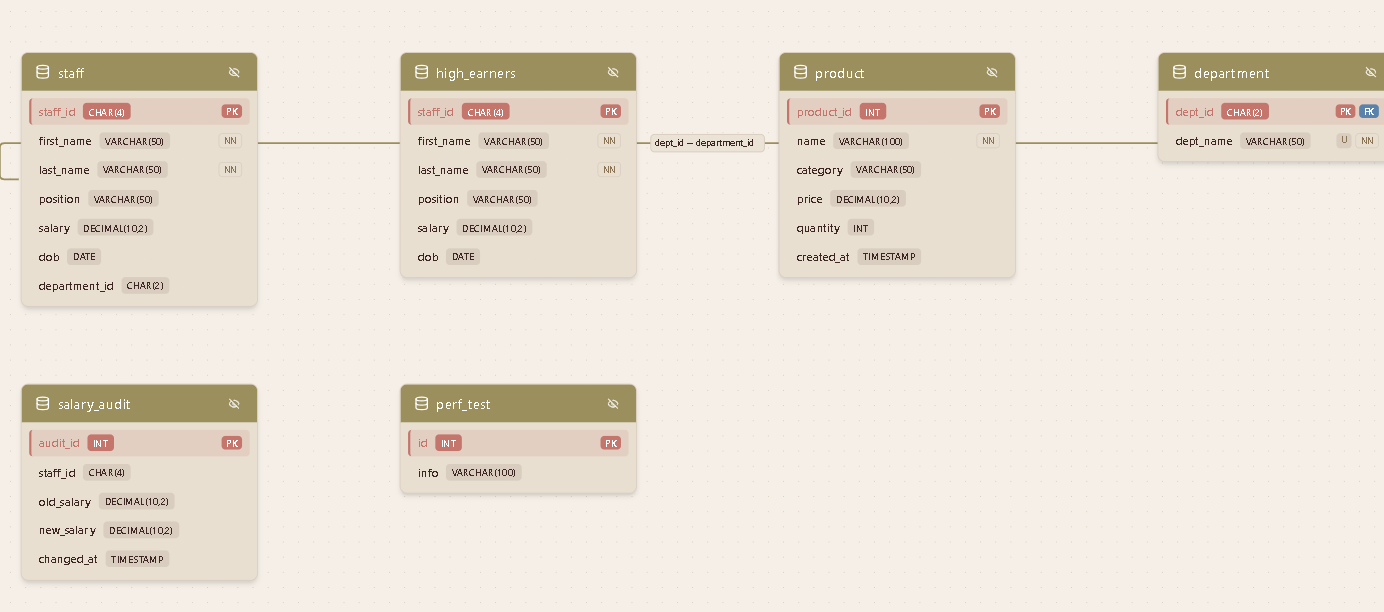 staff
staff_id CHAR(4) PK
first_name VARCHAR(50) NN
last_name VARCHAR(50) NN
position VARCHAR(50)
salary DECIMAL(10,2)
dob DATE
department_id CHAR(2)
high_earners
staff_id CHAR(4) PK
first_name VARCHAR(50) NN
last_name VARCHAR(50) NN
position VARCHAR(50)
salary DECIMAL(10,2)
dob DATE
dept_id — department_id
product
product_id INT PK
name VARCHAR(100) NN
category VARCHAR(50)
price DECIMAL(10,2)
quantity INT
created_at TIMESTAMP
department
dept_id CHAR(2) PK FK
dept_name VARCHAR(50) U NN
salary_audit
audit_id INT PK
staff_id CHAR(4)
old_salary DECIMAL(10,2)
new_salary DECIMAL(10,2)
changed_at TIMESTAMP
perf_test
id INT PK
info VARCHAR(100)